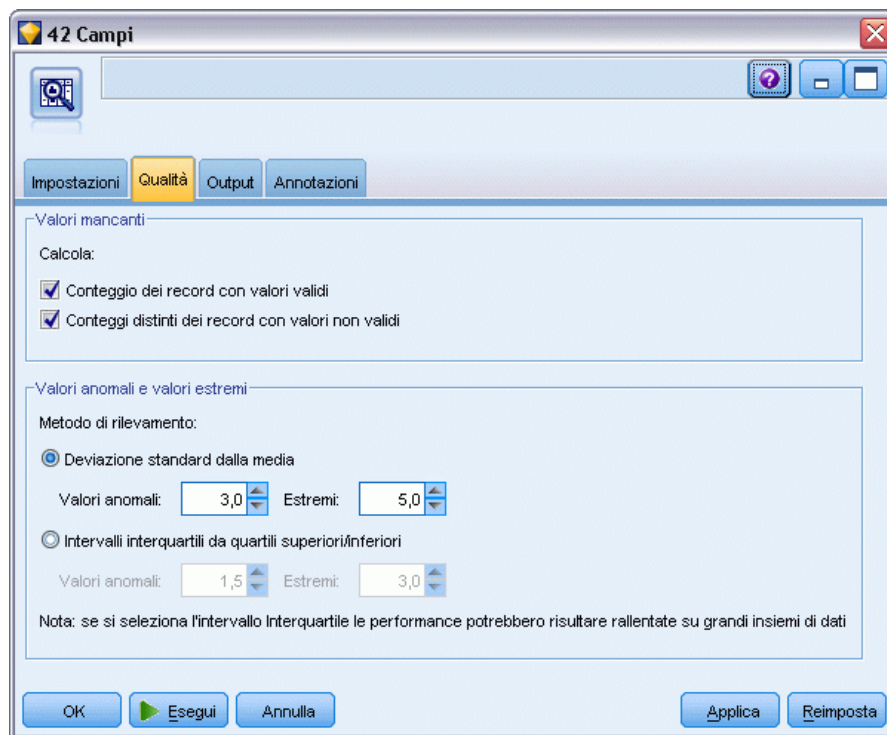 42 Campi
?
Impostazioni Qualità Output Annotazioni
Valori mancanti
Calcola:
Conteggio dei record con valori validi
Conteggi distinti dei record con valori non validi
Valori anomali e valori estremi
Metodo di rilevamento:
Deviazione standard dalla media
Valori anomali: 3,0 Estremi: 5,0
Intervalli interquartili da quartili superiori/inferiori
Valori anomali: 1,5 Estremi: 3,0
Nota: se si seleziona l'intervallo Interquartile le performance potrebbero risultare rallentate su grandi insiemi di dati
OK Esegui Annulla Applica Reimposta